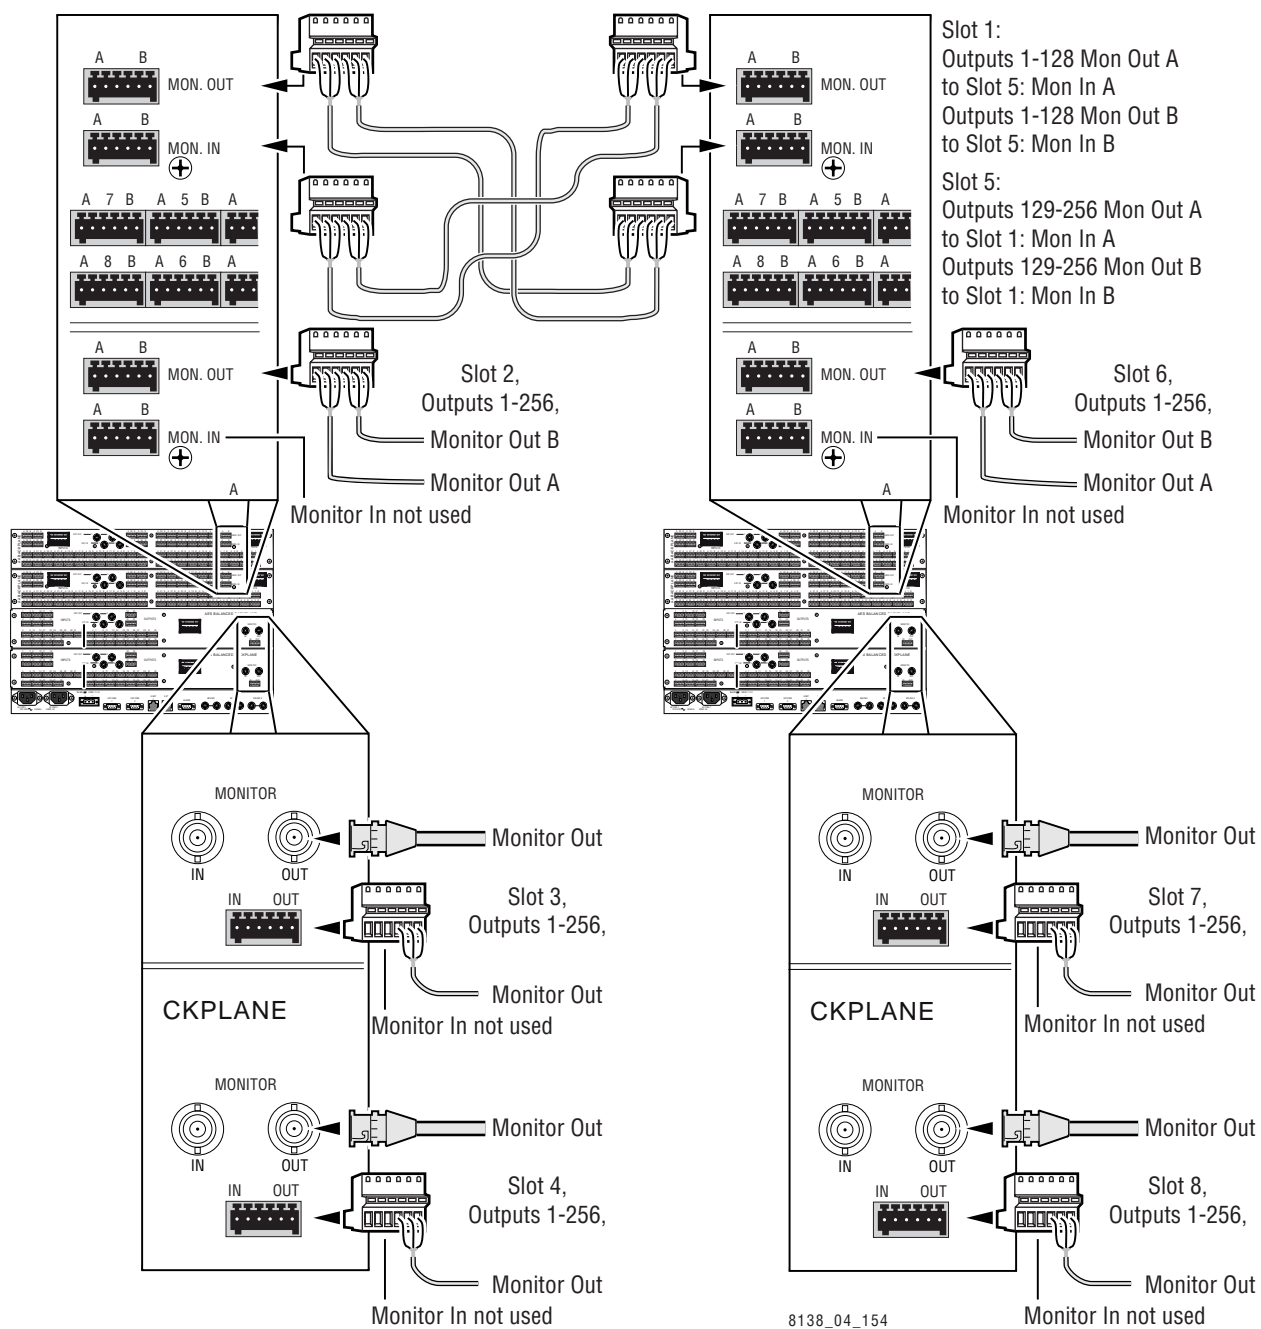 A B
MON. OUT
A B
MON. IN
A 7 B A 5 B A
A 8 B A 6 B A
A B
MON. OUT
A B
MON. IN
A
Slot 2,
Outputs 1-256,
Monitor Out B
Monitor Out A
Monitor In not used
A B
MON. OUT
A B
MON. IN
A 7 B A 5 B A
A 8 B A 6 B A
A B
MON. OUT
A B
MON. IN
A
Slot 1:
Outputs 1-128 Mon Out A
to Slot 5: Mon In A
Outputs 1-128 Mon Out B
to Slot 5: Mon In B
Slot 5:
Outputs 129-256 Mon Out A
to Slot 1: Mon In A
Outputs 129-256 Mon Out B
to Slot 1: Mon In B
Slot 6,
Outputs 1-256,
Monitor Out B
Monitor Out A
Monitor In not used
MONITOR
IN OUT
Monitor Out
IN OUT
Slot 3,
Outputs 1-256,
Monitor Out
Monitor In not used
CKPLANE
MONITOR
IN OUT
Monitor Out
IN OUT
Slot 4,
Outputs 1-256,
Monitor Out
Monitor In not used
MONITOR
IN OUT
Monitor Out
IN OUT
Slot 7,
Outputs 1-256,
Monitor Out
Monitor In not used
CKPLANE
MONITOR
IN OUT
Monitor Out
IN OUT
Slot 8,
Outputs 1-256,
Monitor Out
Monitor In not used
8138_04_154